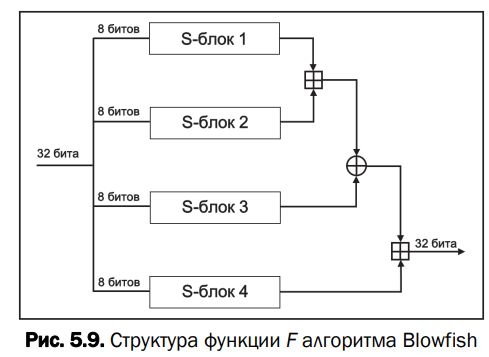 8 битов
S-блок 1
8 битов
S-блок 2
32 бита
8 битов
S-блок 3
32 бита
8 битов
S-блок 4
Рис. 5.9. Структура функции F алгоритма Blowfish